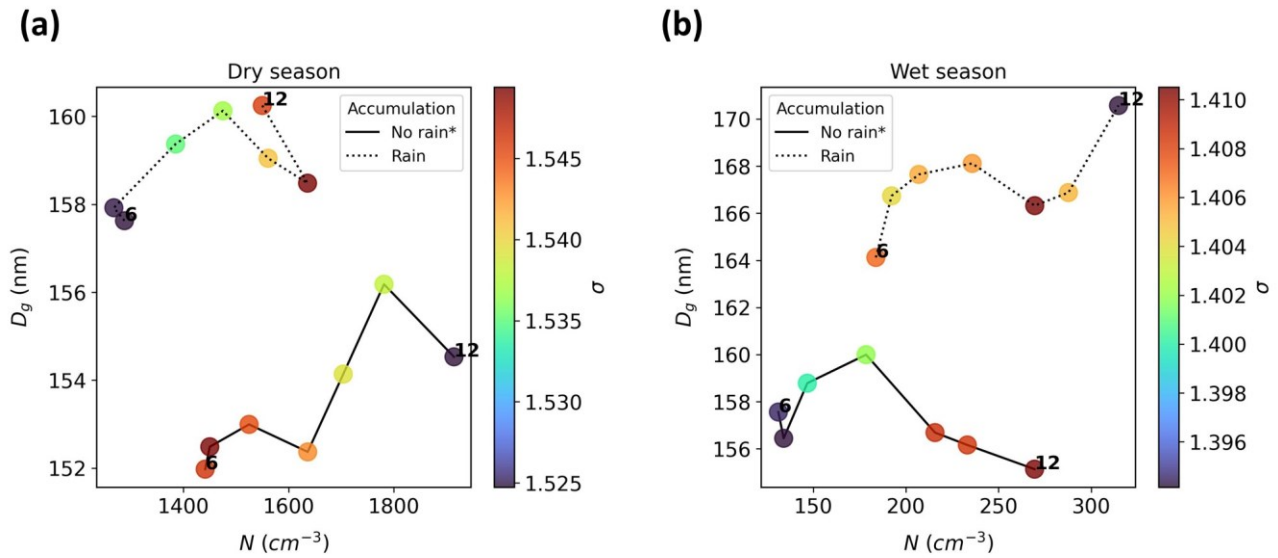 (a)
(b)
Dry season
Accumulation
No rain*
Rain
12
6
6
12
160
158
156
154
152
1400
1600
1800
D_g (nm)
N (cm⁻³)
1.545
1.540
1.535
1.530
1.525
σ
Wet season
Accumulation
No rain*
Rain
12
6
6
12
170
168
166
164
162
160
158
156
150
200
250
300
D_g (nm)
N (cm⁻³)
1.410
1.408
1.406
1.404
1.402
1.400
1.398
1.396
σ